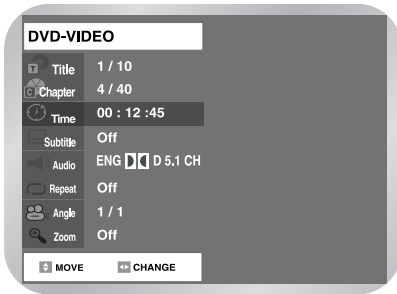 DVD-VIDEO
T Title 1 / 10
C Chapter 4 / 40
Time 00 : 12 :45
Subtitle Off
Audio ENG D 5.1 CH
Repeat Off
Angle 1 / 1
Zoom Off
MOVE CHANGE